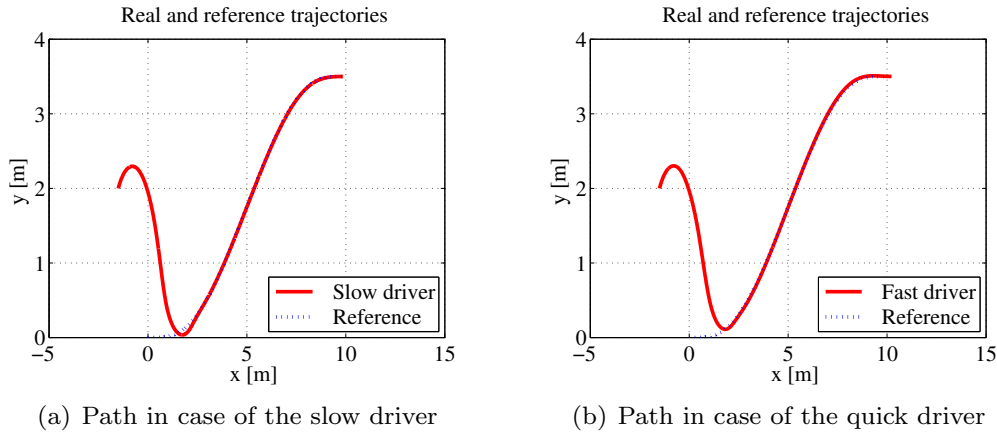 Real and reference trajectories
4
3
2
1
0
−5
0
5
10
15
y [m]
x [m]
Slow driver
Reference
(a) Path in case of the slow driver
Real and reference trajectories
4
3
2
1
0
−5
0
5
10
15
y [m]
x [m]
Fast driver
Reference
(b) Path in case of the quick driver